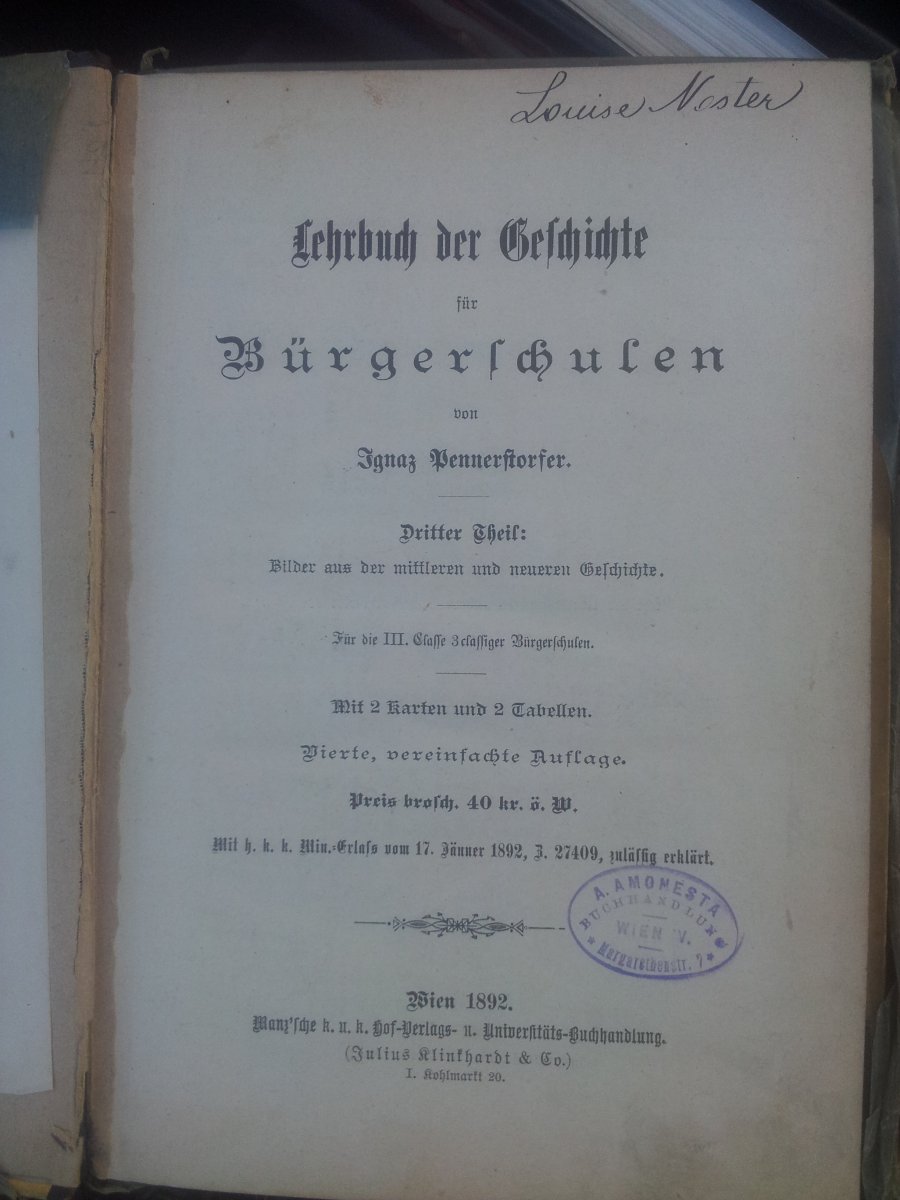 Louise Nester
Lehrbuch der Geschichte
für
Bürgerschulen
von
Ignaz Pennerstorfer.
Dritter Theil:
Bilder aus der mittleren und neueren Geschichte.
Für die III. Classe 3classiger Bürgerschulen.
Mit 2 Karten und 2 Tabellen.
Vierte, vereinfachte Auflage.
Preis brosch. 40 kr. ö. W.
Mit h. k. k. Min.-Erlass vom 17. Jänner 1892, Z. 27409, zulässig erklärt.
A. AMONESTA
BUCHHANDLUNG
WIEN IV.
Margarethenstr. 7
Wien 1892.
Manz'sche k. u. k. Hof-Verlags- u. Universitäts-Buchhandlung.
(Julius Klinkhardt & Co.)
I. Kohlmarkt 20.